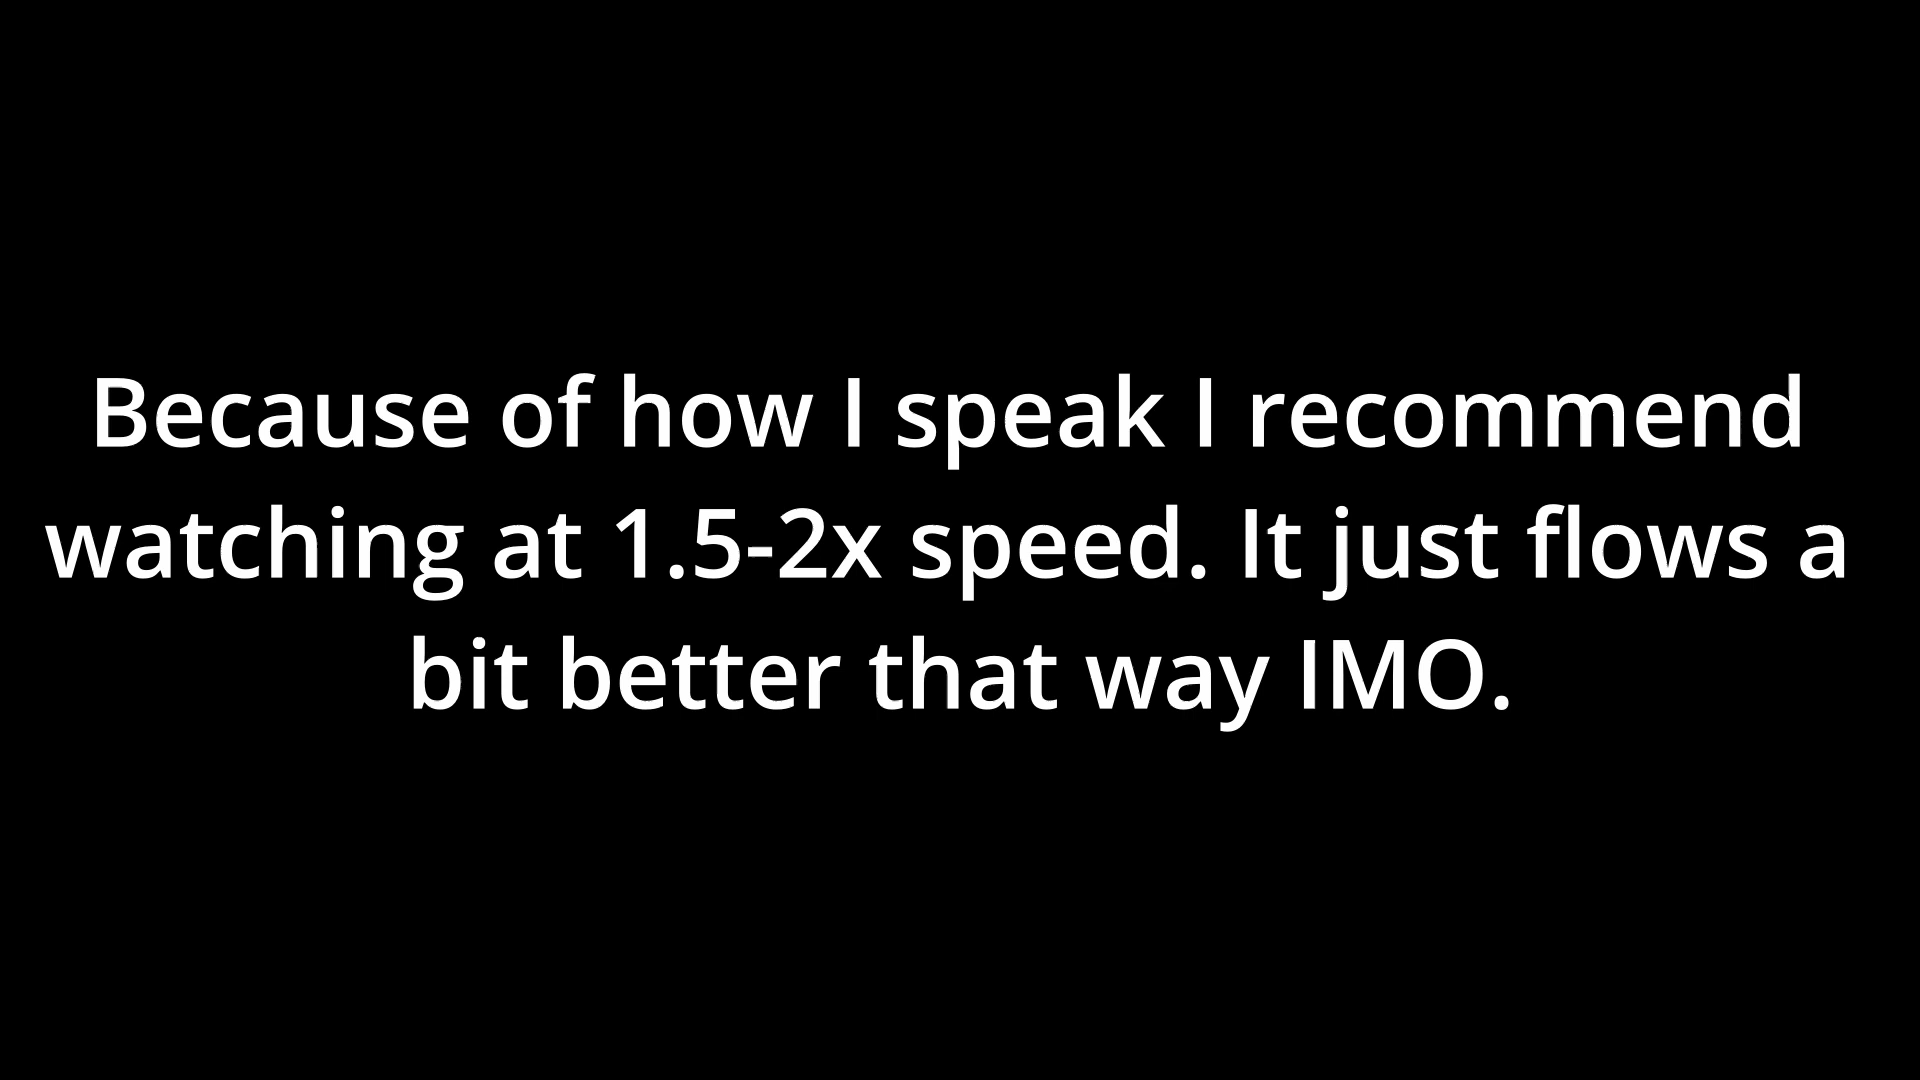 Because of how I speak I recommend
watching at 1.5-2x speed. It just flows a
bit better that way IMO.